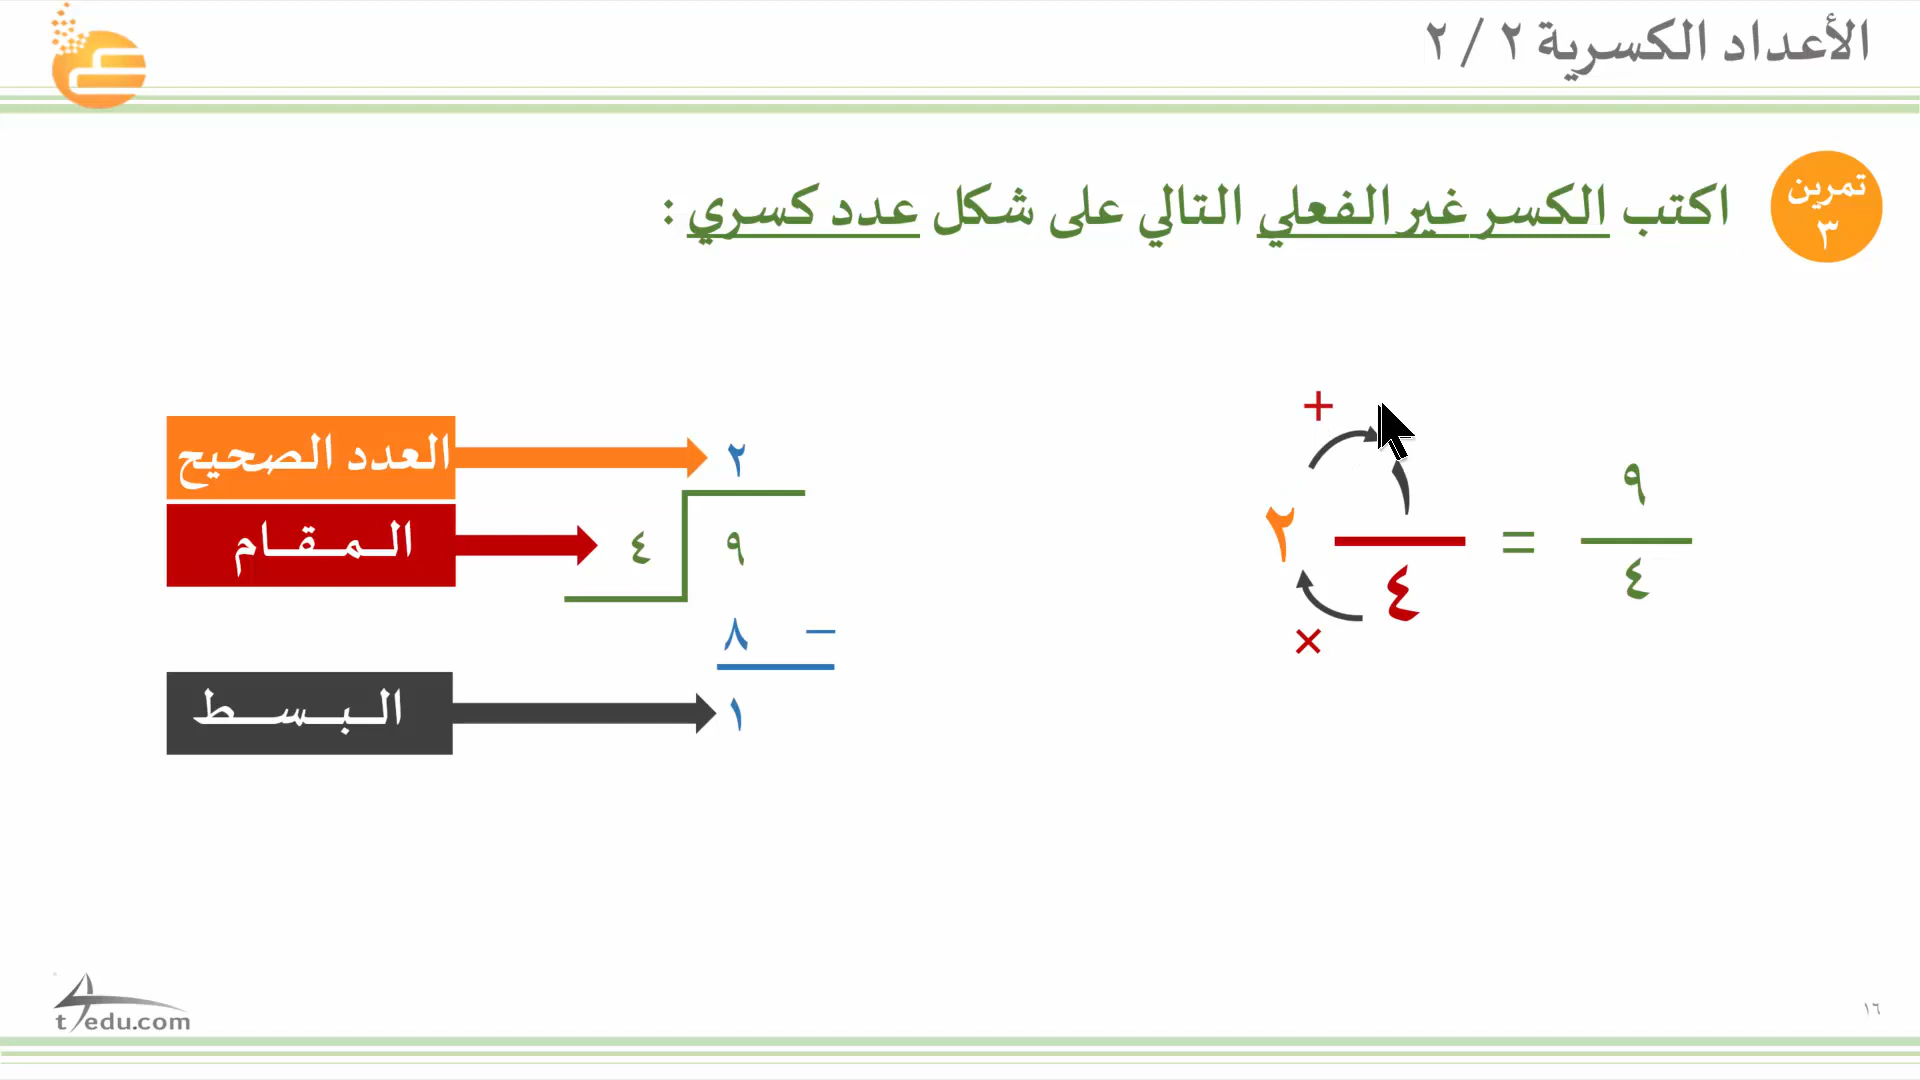 الأعداد الكسرية ٢ / ٢
تمرين
٣
اكتب الكسر غير الفعلي التالي على شكل عدد كسري :
٩
٤
=
+
١
٢
٤
×
العدد الصحيح
٢
المـقـام
٤
٩
٨ −
البـسـط
١
t4edu.com
١٦